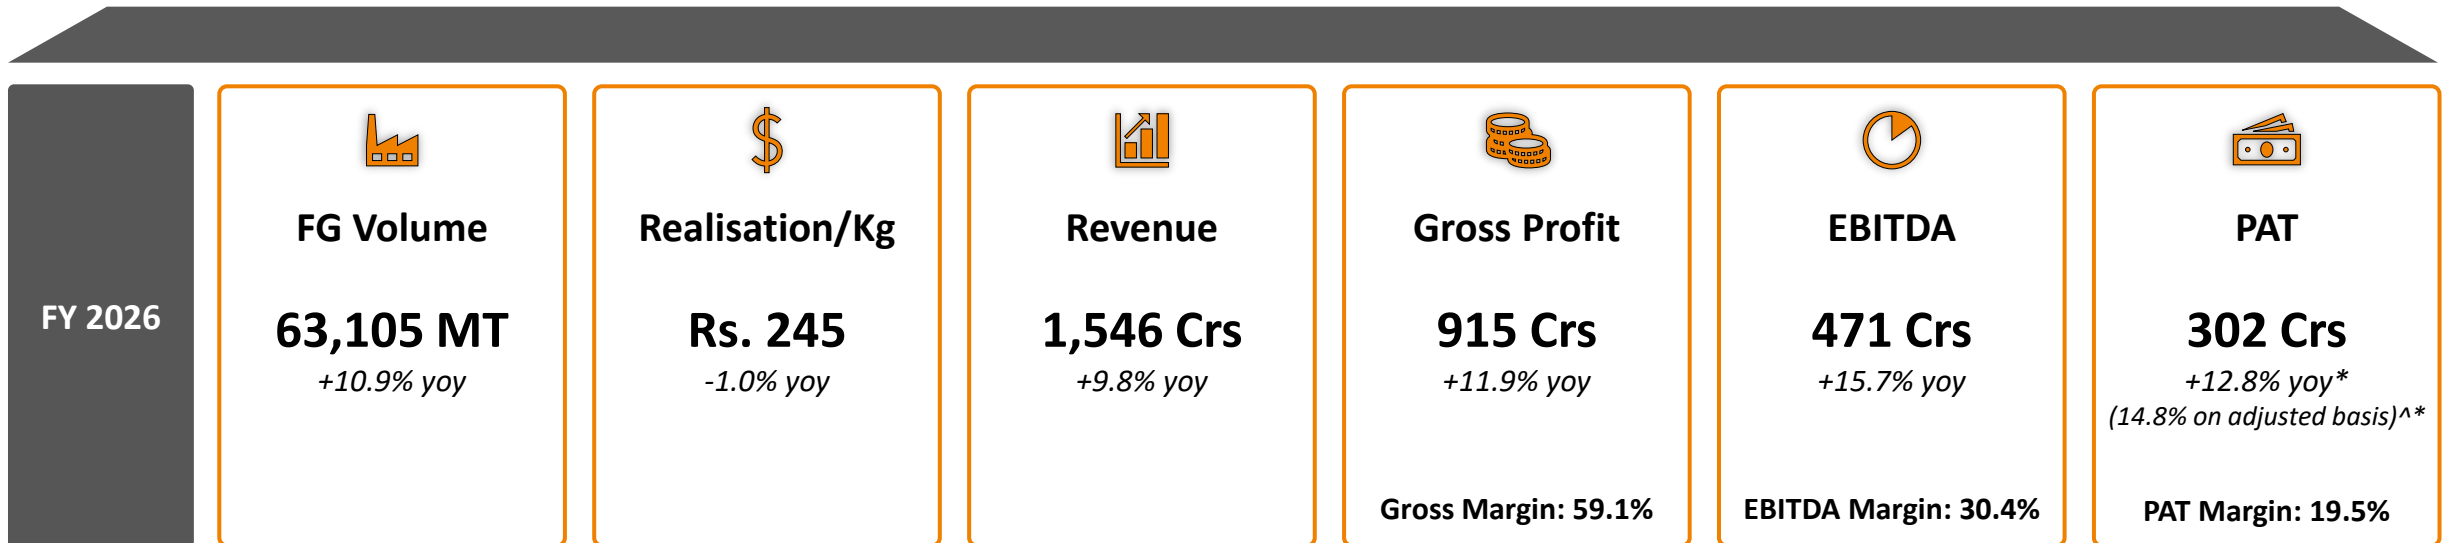 FY 2026
FG Volume
63,105 MT
+10.9% yoy
Realisation/Kg
Rs. 245
-1.0% yoy
Revenue
1,546 Crs
+9.8% yoy
Gross Profit
915 Crs
+11.9% yoy
Gross Margin: 59.1%
EBITDA
471 Crs
+15.7% yoy
EBITDA Margin: 30.4%
PAT
302 Crs
+12.8% yoy*
(14.8% on adjusted basis)^*
PAT Margin: 19.5%